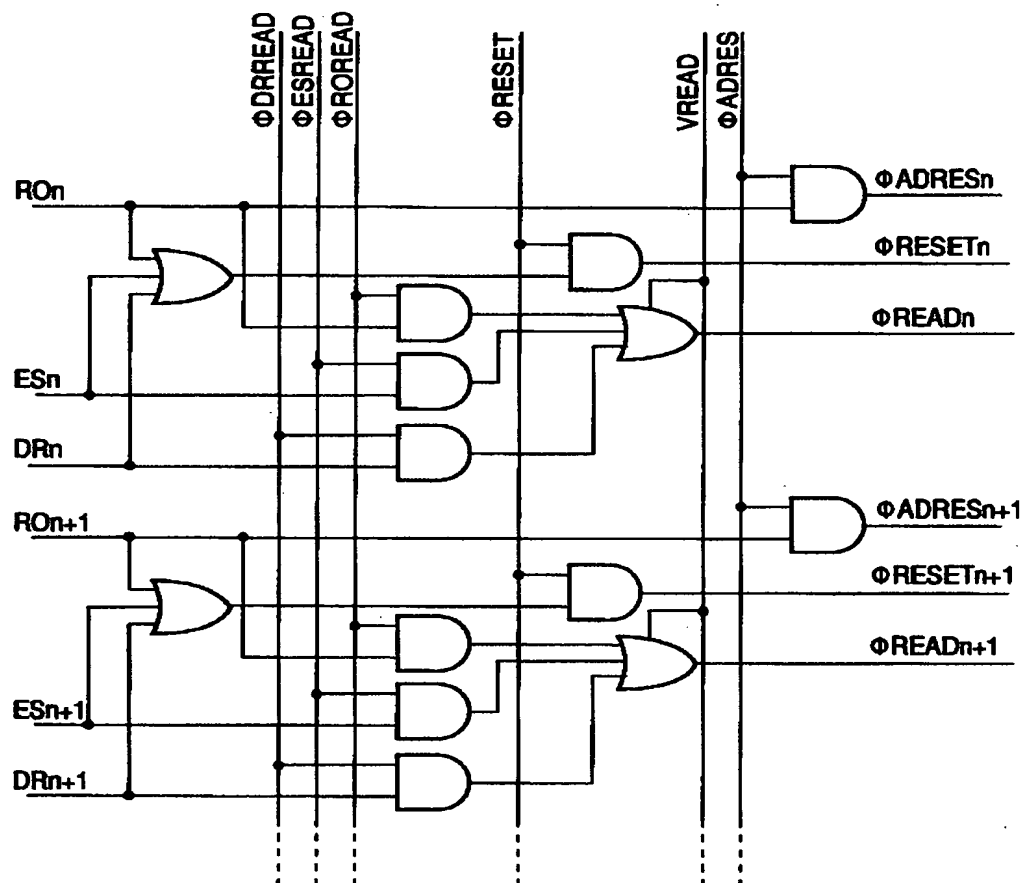 ΦDRREAD
ΦESREAD
ΦROREAD
ΦRESET
VREAD
ΦADRES
ROn
ΦADRESn
ΦRESETn
ΦREADn
ESn
DRn
ROn+1
ΦADRESn+1
ΦRESETn+1
ΦREADn+1
ESn+1
DRn+1